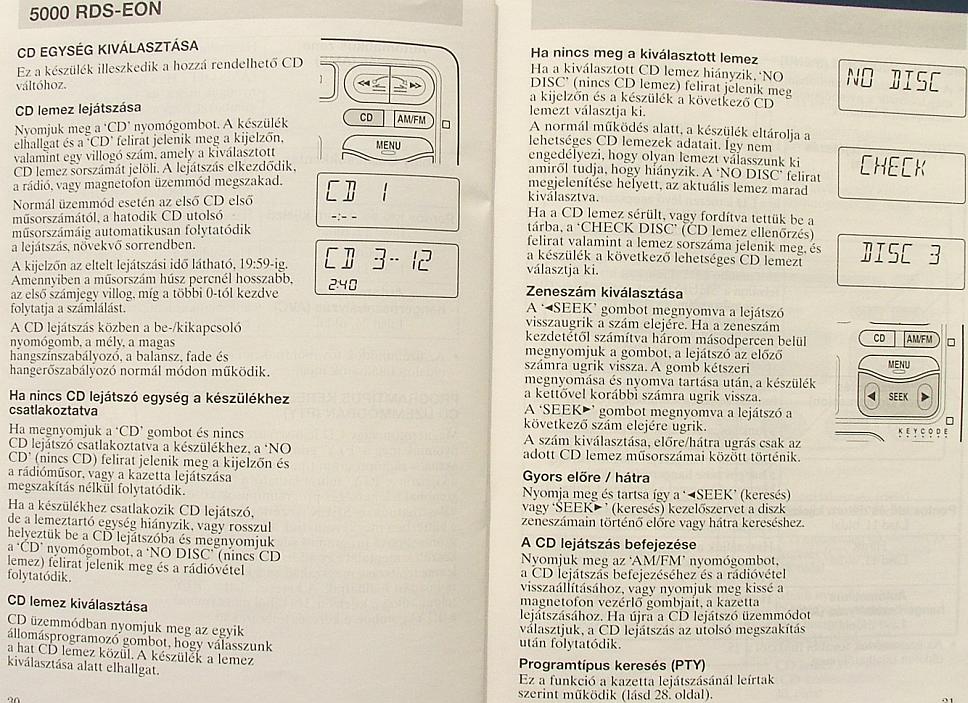 5000 RDS-EON
CD EGYSÉG KIVÁLASZTÁSA
Ez a készülék illeszkedik a hozzá rendelhető CD
váltóhoz.
CD lemez lejátszása
Nyomjuk meg a 'CD' nyomógombot. A készülék
elhallgat és a 'CD' felirat jelenik meg a kijelzőn,
valamint egy villogó szám, amely a kiválasztott
CD lemez sorszámát jelöli. A lejátszás elkezdődik,
a rádió, vagy magnetofon üzemmód megszakad.
Normál üzemmód esetén az első CD első
műsorszámától, a hatodik CD utolsó
műsorszámáig automatikusan folytatódik
a lejátszás, növekvő sorrendben.
A kijelzőn az eltelt lejátszási idő látható, 19:59-ig.
Amennyiben a műsorszám húsz percnél hosszabb,
az első számjegy villog, míg a többi 0-tól kezdve
folytatja a számlálást.
A CD lejátszás közben a be-/kikapcsoló
nyomógomb, a mély, a magas
hangszínszabályozó, a balansz, fade és
hangerőszabályozó normál módon működik.
Ha nincs CD lejátszó egység a készülékhez
csatlakoztatva
Ha megnyomjuk a 'CD' gombot és nincs
CD lejátszó csatlakoztatva a készülékhez, a 'NO
CD' (nincs CD) felirat jelenik meg a kijelzőn és
a rádióműsor, vagy a kazetta lejátszása
megszakítás nélkül folytatódik.
Ha a készülékhez csatlakozik CD lejátszó,
de a lemeztartó egység hiányzik, vagy rosszul
helyeztük be a CD lejátszóba és megnyomjuk
a 'CD' nyomógombot, a 'NO DISC' (nincs CD
lemez) felirat jelenik meg és a rádióvétel
folytatódik.
CD lemez kiválasztása
CD üzemmódban nyomjuk meg az egyik
állomásprogramozó gombot, hogy válasszunk
a hat CD lemez közül. A készülék a lemez
kiválasztása alatt elhallgat.
CD
AM/FM
MENU
CD 1
-:--
CD 3--12
2:40
Ha nincs meg a kiválasztott lemez
Ha a kiválasztott CD lemez hiányzik, 'NO
DISC' (nincs CD lemez) felirat jelenik meg
a kijelzőn és a készülék a következő CD
lemezt választja ki.
A normál működés alatt, a készülék eltárolja a
lehetséges CD lemezek adatait. Így nem
engedélyezi, hogy olyan lemezt válasszunk ki
amiről tudja, hogy hiányzik. A 'NO DISC' felirat
megjelenítése helyett, az aktuális lemez marad
kiválasztva.
Ha a CD lemez sérült, vagy fordítva tettük be a
tárba, a 'CHECK DISC' (CD lemez ellenőrzés)
felirat valamint a lemez sorszáma jelenik meg, és
a készülék a következő lehetséges CD lemezt
választja ki.
Zeneszám kiválasztása
A '◄SEEK' gombot megnyomva a lejátszó
visszaugrik a szám elejére. Ha a zeneszám
kezdetétől számítva három másodpercen belül
megnyomjuk a gombot, a lejátszó az előző
számra ugrik vissza. A gomb kétszeri
megnyomása és nyomva tartása után, a készülék
a kettővel korábbi számra ugrik vissza.
A 'SEEK►' gombot megnyomva a lejátszó a
következő szám elejére ugrik.
A szám kiválasztása, előre/hátra ugrás csak az
adott CD lemez műsorszámai között történik.
Gyors előre / hátra
Nyomja meg és tartsa így a '◄SEEK' (keresés)
vagy 'SEEK►' (keresés) kezelőszervet a diszk
zeneszámain történő előre vagy hátra kereséshez.
A CD lejátszás befejezése
Nyomjuk meg az 'AM/FM' nyomógombot,
a CD lejátszás befejezéséhez és a rádióvétel
visszaállításához, vagy nyomjuk meg kissé a
magnetofon vezérlő gombjait, a kazetta
lejátszásához. Ha újra a CD lejátszó üzemmódot
választjuk, a CD lejátszás az utolsó megszakítás
után folytatódik.
Programtípus keresés (PTY)
Ez a funkció a kazetta lejátszásánál leírtak
szerint működik (lásd 28. oldal).
NO DISC
CHECK
DISC 3
CD
AM/FM
MENU
◄ SEEK ►
KEYCODE